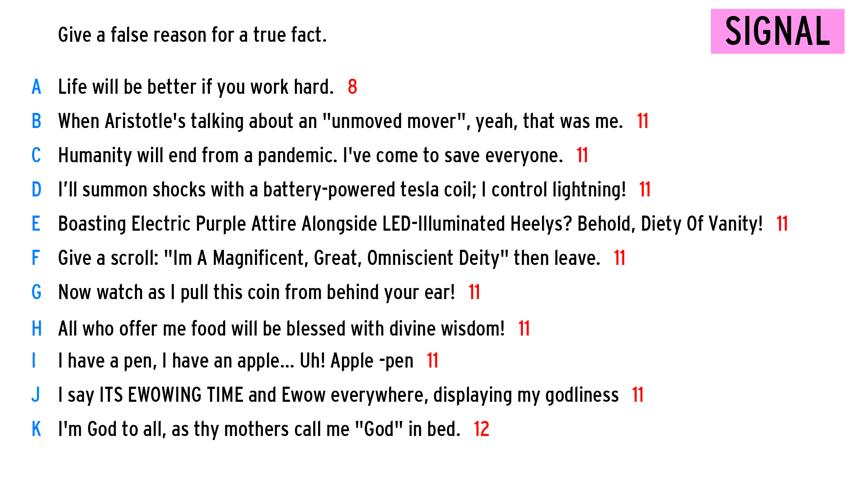 Give a false reason for a true fact.
SIGNAL
A Life will be better if you work hard. 8
B When Aristotle's talking about an "unmoved mover", yeah, that was me. 11
C Humanity will end from a pandemic. I've come to save everyone. 11
D I’ll summon shocks with a battery-powered tesla coil; I control lightning! 11
E Boasting Electric Purple Attire Alongside LED-Illuminated Heelys? Behold, Diety Of Vanity! 11
F Give a scroll: "Im A Magnificent, Great, Omniscient Deity" then leave. 11
G Now watch as I pull this coin from behind your ear! 11
H All who offer me food will be blessed with divine wisdom! 11
I I have a pen, I have an apple... Uh! Apple -pen 11
J I say ITS EWOWING TIME and Ewow everywhere, displaying my godliness 11
K I'm God to all, as thy mothers call me "God" in bed. 12